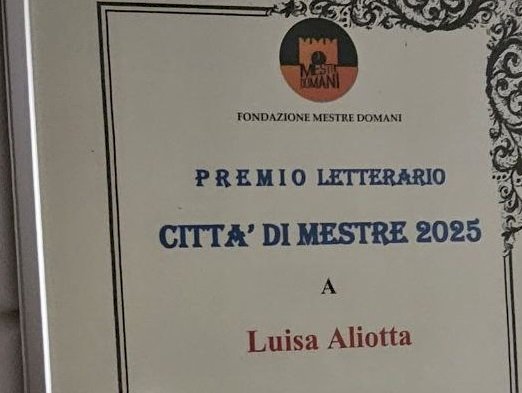 MESTRE
DOMANI
FONDAZIONE MESTRE DOMANI
PREMIO LETTERARIO
CITTA' DI MESTRE 2025
A
Luisa Aliotta